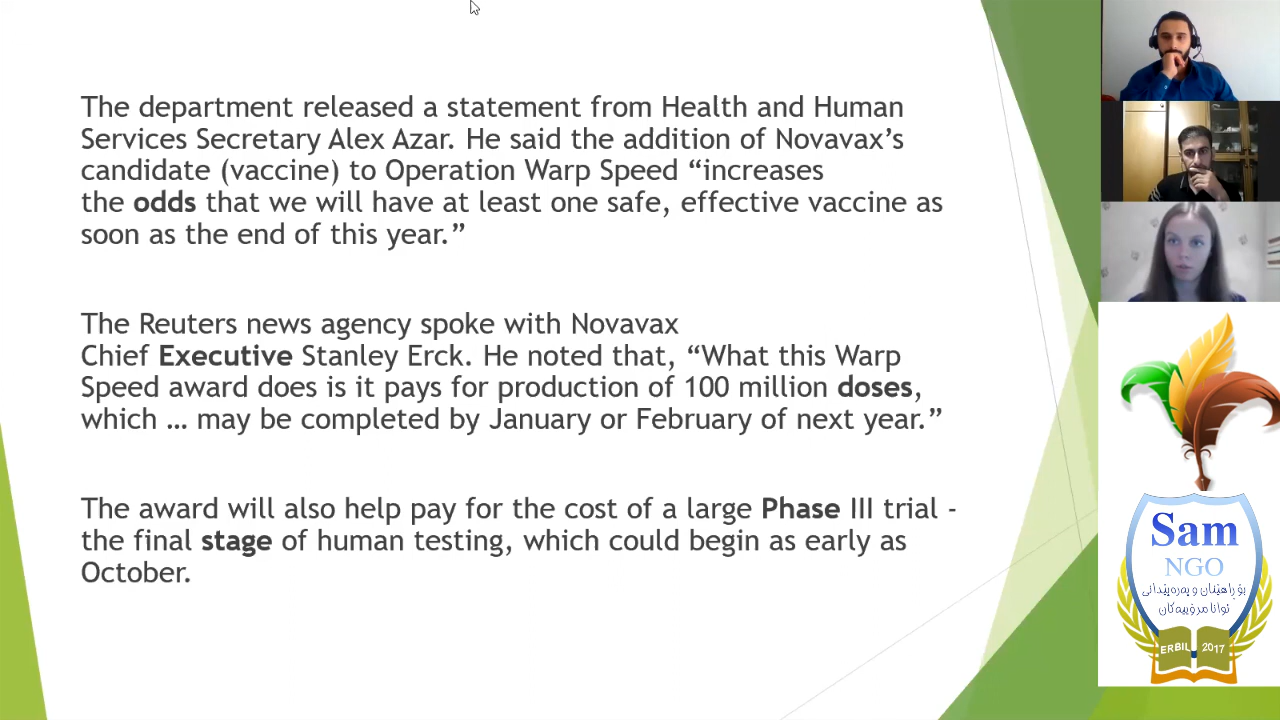 The department released a statement from Health and Human
Services Secretary Alex Azar. He said the addition of Novavax’s
candidate (vaccine) to Operation Warp Speed “increases
the odds that we will have at least one safe, effective vaccine as
soon as the end of this year.”
The Reuters news agency spoke with Novavax
Chief Executive Stanley Erck. He noted that, “What this Warp
Speed award does is it pays for production of 100 million doses,
which … may be completed by January or February of next year.”
The award will also help pay for the cost of a large Phase III trial -
the final stage of human testing, which could begin as early as
October.
Sam
NGO
بۆ ڕاهێنان و پەرەپێدانی
توانا مرۆییەکان
ERBIL 2017